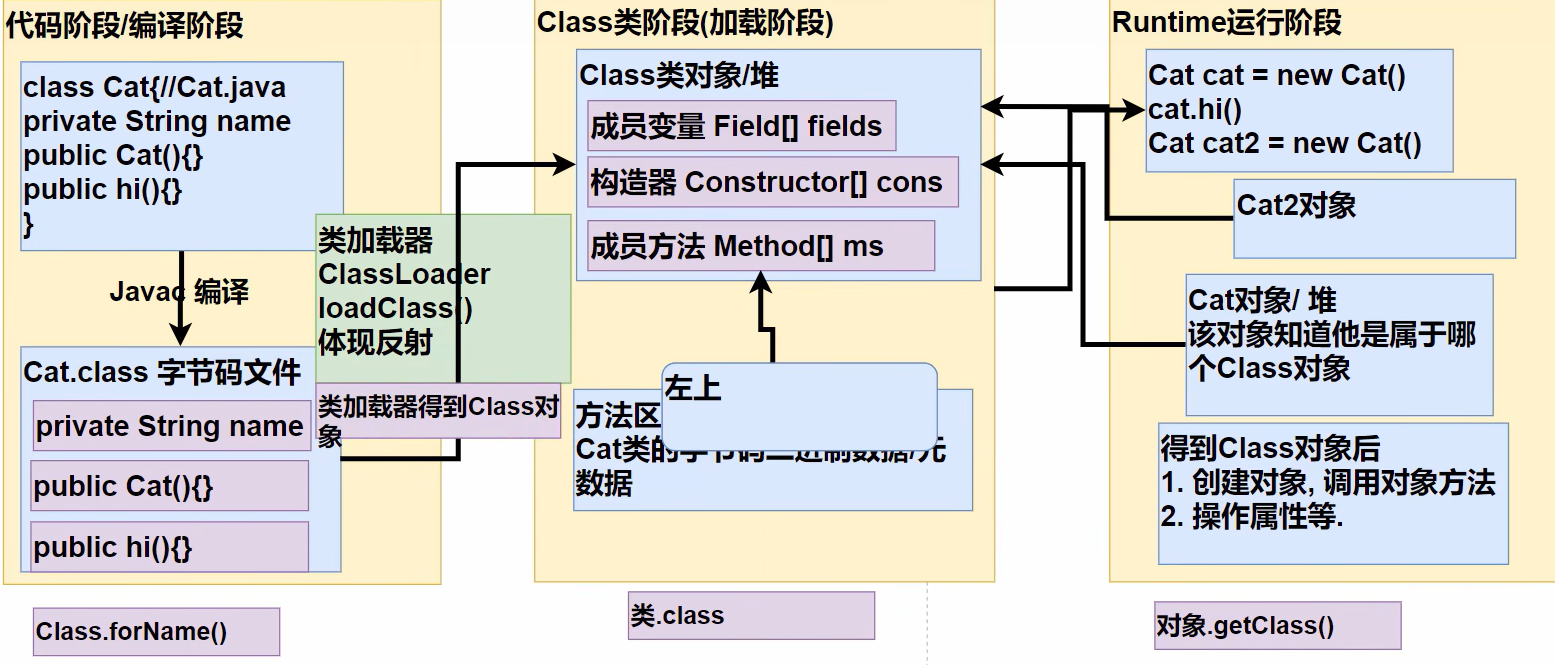 代码阶段/编译阶段
class Cat{//Cat.java
private String name
public Cat(){}
public hi(){}
}
Javac 编译
Cat.class 字节码文件
private String name
public Cat(){}
public hi(){}
Class.forName()
类加载器
ClassLoader
loadClass()
体现反射
类加载器得到Class对
象
Class类阶段(加载阶段)
Class类对象/堆
成员变量 Field[] fields
构造器 Constructor[] cons
成员方法 Method[] ms
左上
方法区
Cat类的字节码二进制数据/元
数据
类.class
Runtime运行阶段
Cat cat = new Cat()
cat.hi()
Cat cat2 = new Cat()
Cat2对象
Cat对象/ 堆
该对象知道他是属于哪
个Class对象
得到Class对象后
1. 创建对象, 调用对象方法
2. 操作属性等.
对象.getClass()